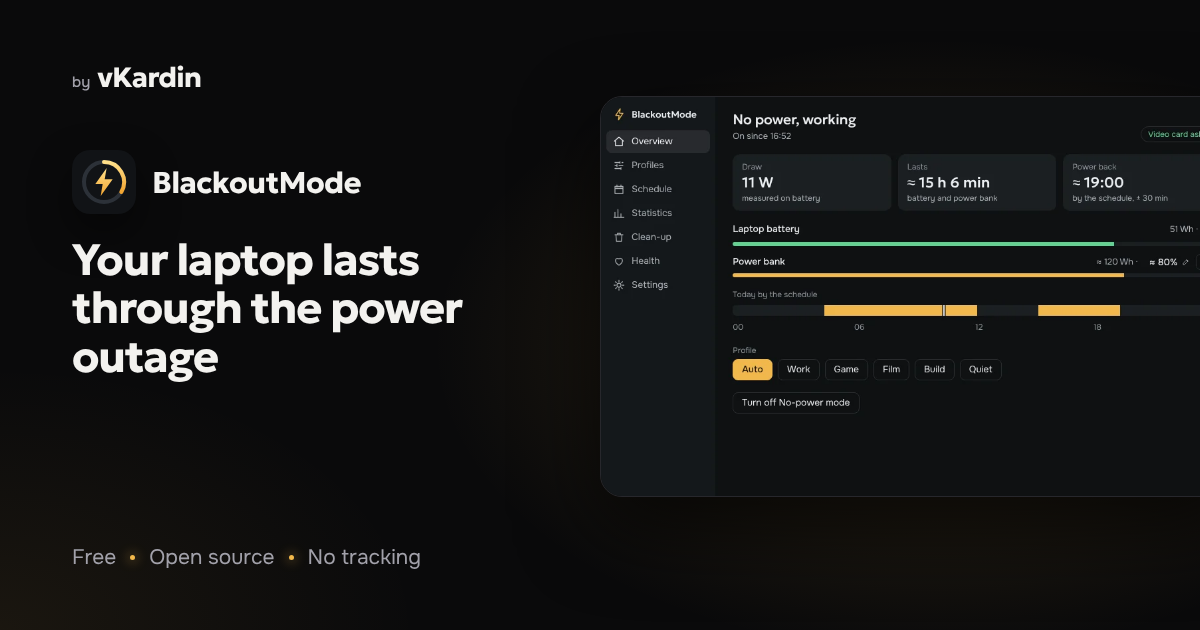 by vKardin
BlackoutMode
Your laptop lasts
through the power
outage
Free • Open source • No tracking
BlackoutMode
Overview
Profiles
Schedule
Statistics
Clean-up
Health
Settings
No power, working
On since 16:52
Video card
Draw
11 W
measured on battery
Lasts
≈ 15 h 6 min
battery and power bank
Power back
≈ 19:00
by the schedule, ± 30 min
Laptop battery
51 Wh ·
Power bank
≈ 120 Wh · ≈ 80%
Today by the schedule
00 06 12 18
Profile
Auto Work Game Film Build Quiet
Turn off No-power mode